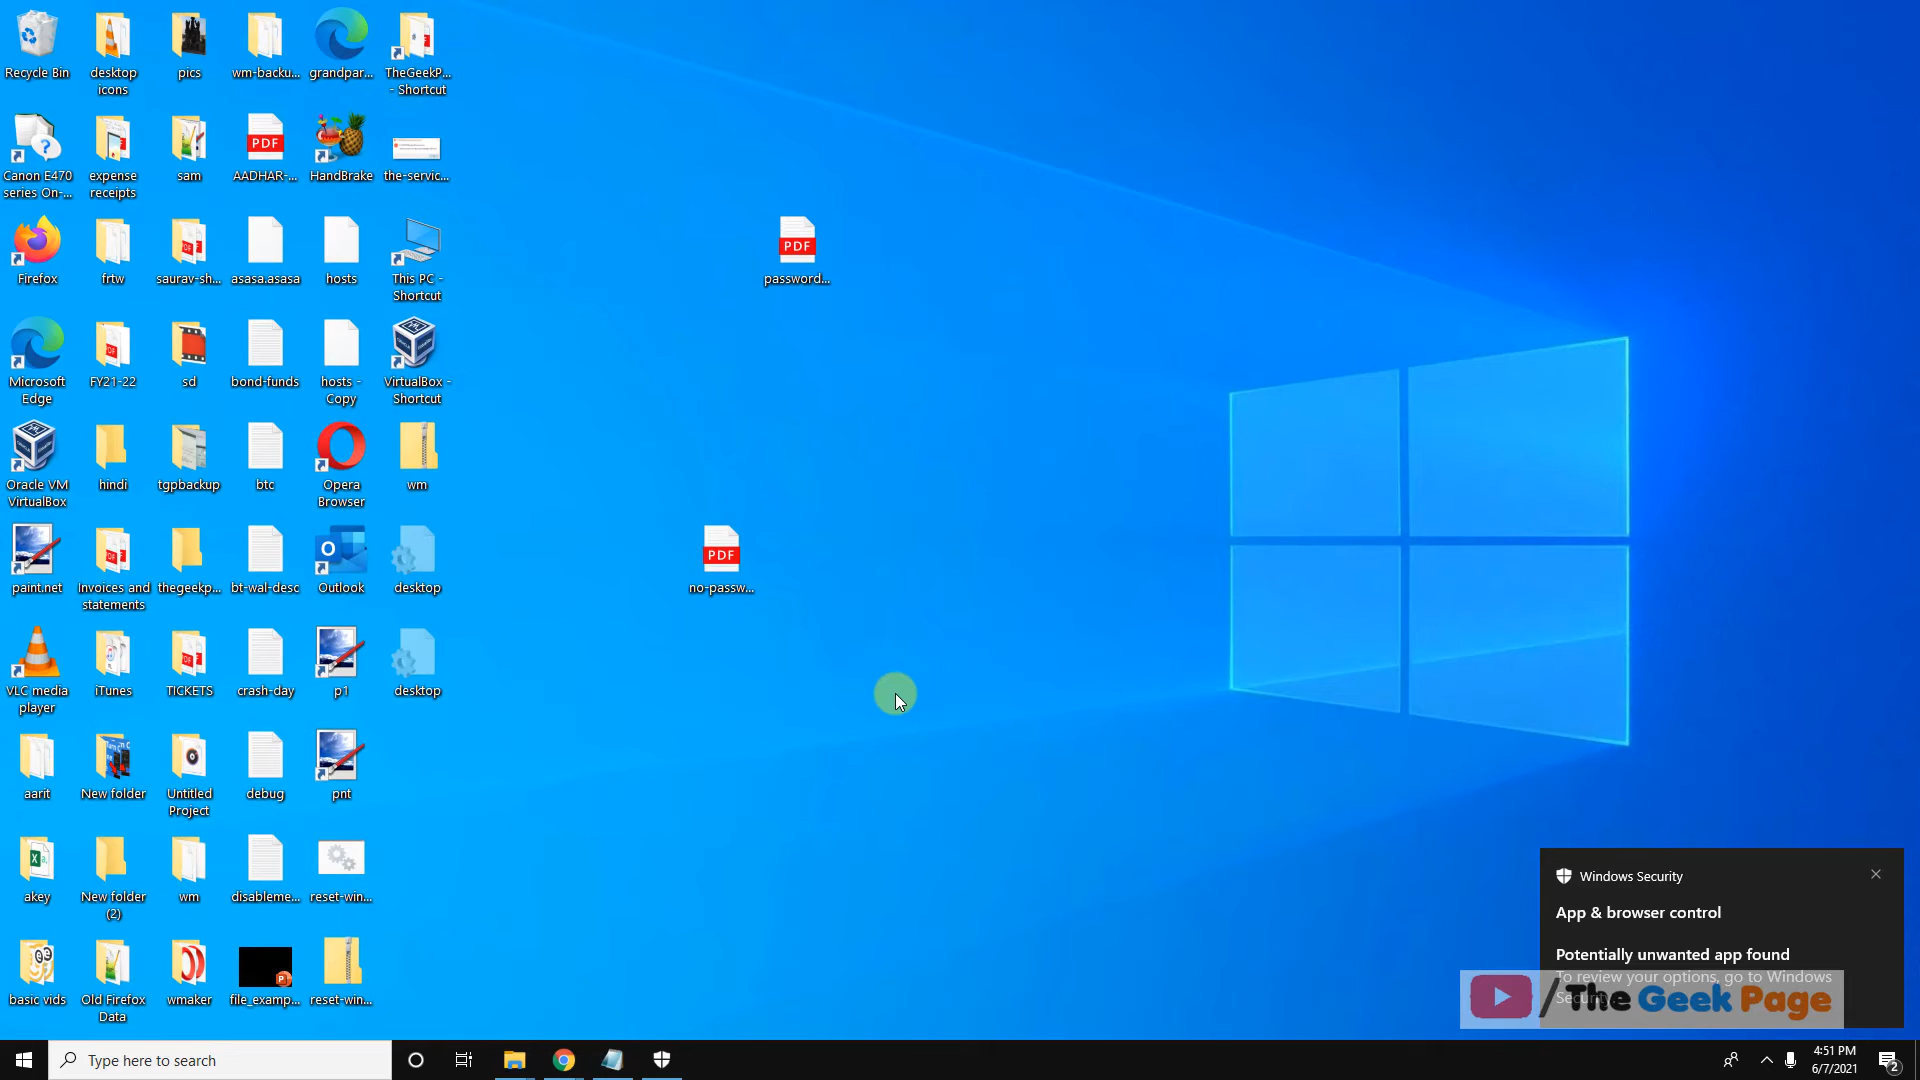 Recycle Bin
desktop
icons
pics
wm-backu...
grandpar...
TheGeekP...
- Shortcut
Canon E470
series On-...
expense
receipts
sam
PDF
AADHAR-...
HandBrake
the-servic...
Firefox
frtw
saurav-sh...
asasa.asasa
hosts
This PC -
Shortcut
PDF
password...
Microsoft
Edge
FY21-22
sd
bond-funds
hosts -
Copy
VirtualBox -
Shortcut
Oracle VM
VirtualBox
hindi
tgpbackup
btc
Opera
Browser
wm
paint.net
Invoices and
statements
thegeekp...
bt-wal-desc
Outlook
desktop
PDF
no-passw...
VLC media
player
iTunes
TICKETS
crash-day
p1
desktop
aarit
New folder
Untitled
Project
debug
pnt
akey
New folder
(2)
wm
disableme...
reset-win...
basic vids
Old Firefox
Data
wmaker
file_examp...
reset-win...
Windows Security
App & browser control
Potentially unwanted app found
To review your options, go to Windows
Security.
/The Geek Page
Type here to search
4:51 PM
6/7/2021
2